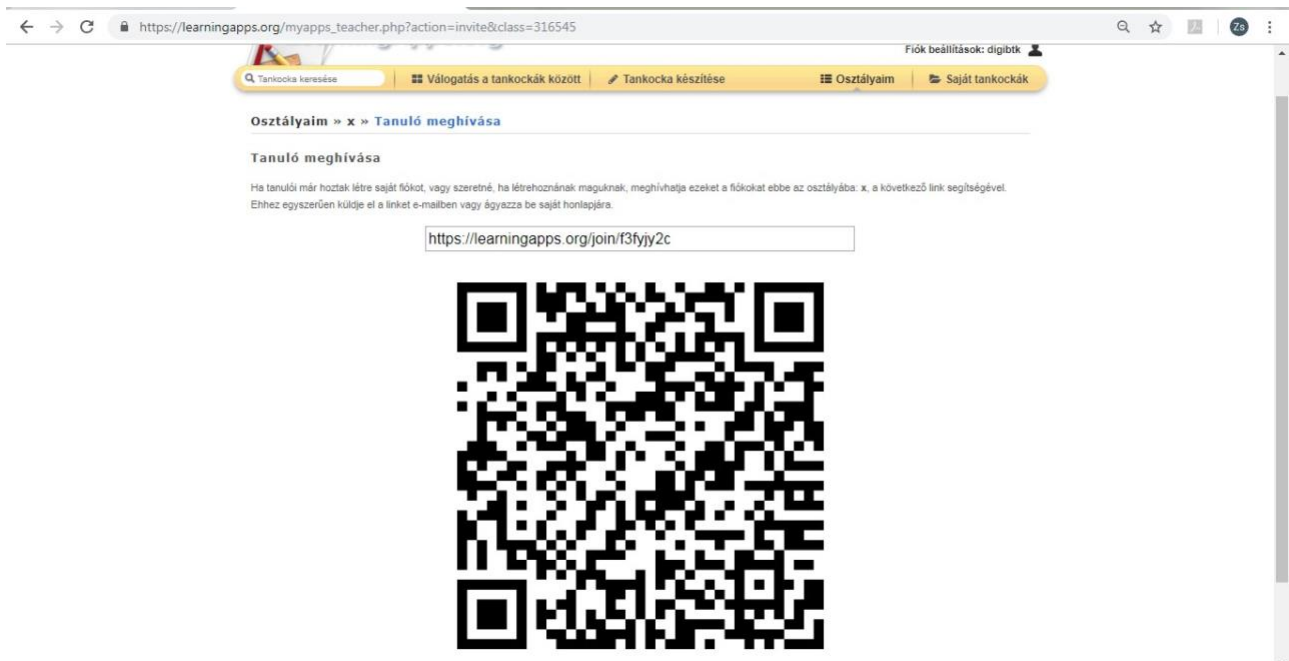 https://learningapps.org/myapps_teacher.php?action=invite&class=316545
Zs
Fiók beállítások: digibtk
Tankocka keresése
Válogatás a tankockák között
Tankocka készítése
Osztályaim
Saját tankockák
Osztályaim » x » Tanuló meghívása
Tanuló meghívása
Ha tanulói már hoztak létre saját fiókot, vagy szeretné, ha létrehoznának maguknak, meghívhatja ezeket a fiókokat ebbe az osztályába: x, a következő link segítségével.
Ehhez egyszerűen küldje el a linket e-mailben vagy ágyazza be saját honlapjára.
https://learningapps.org/join/f3fyjy2c